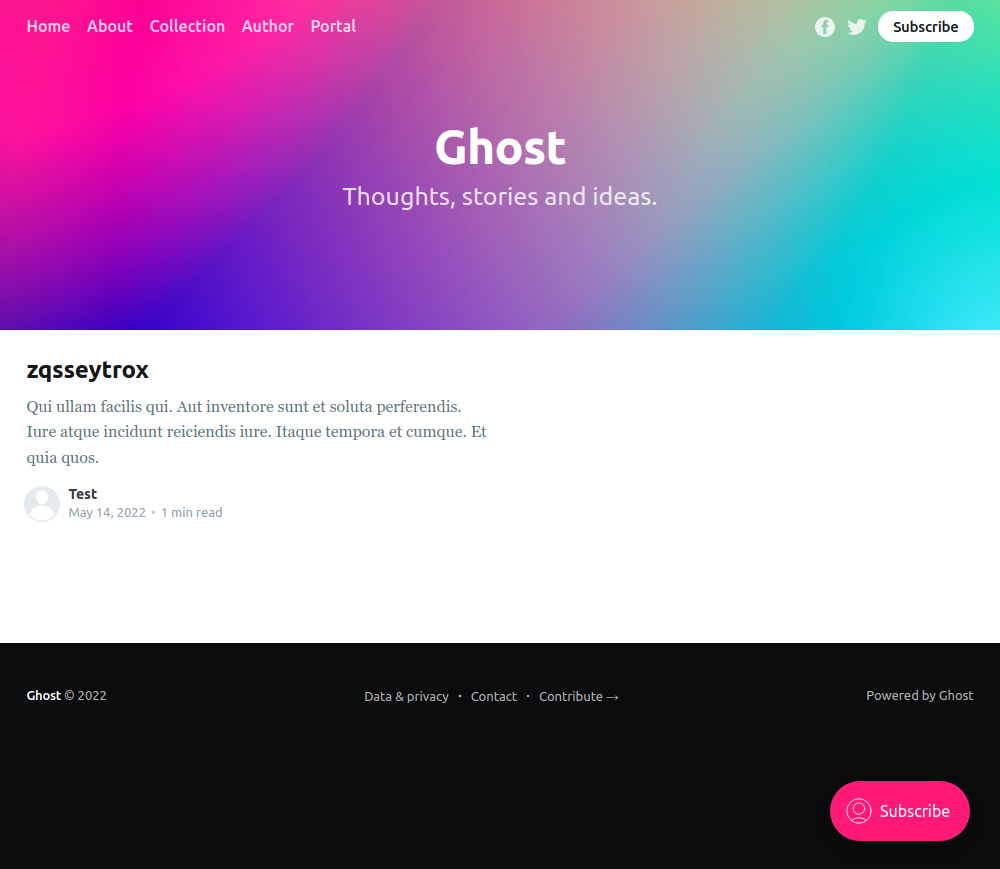 Home About Collection Author Portal Subscribe
Ghost
Thoughts, stories and ideas.
zqsseytrox
Qui ullam facilis qui. Aut inventore sunt et soluta perferendis.
Iure atque incidunt reiciendis iure. Itaque tempora et cumque. Et
quia quos.
Test
May 14, 2022 • 1 min read
Ghost © 2022 Data & privacy • Contact • Contribute → Powered by Ghost
Subscribe